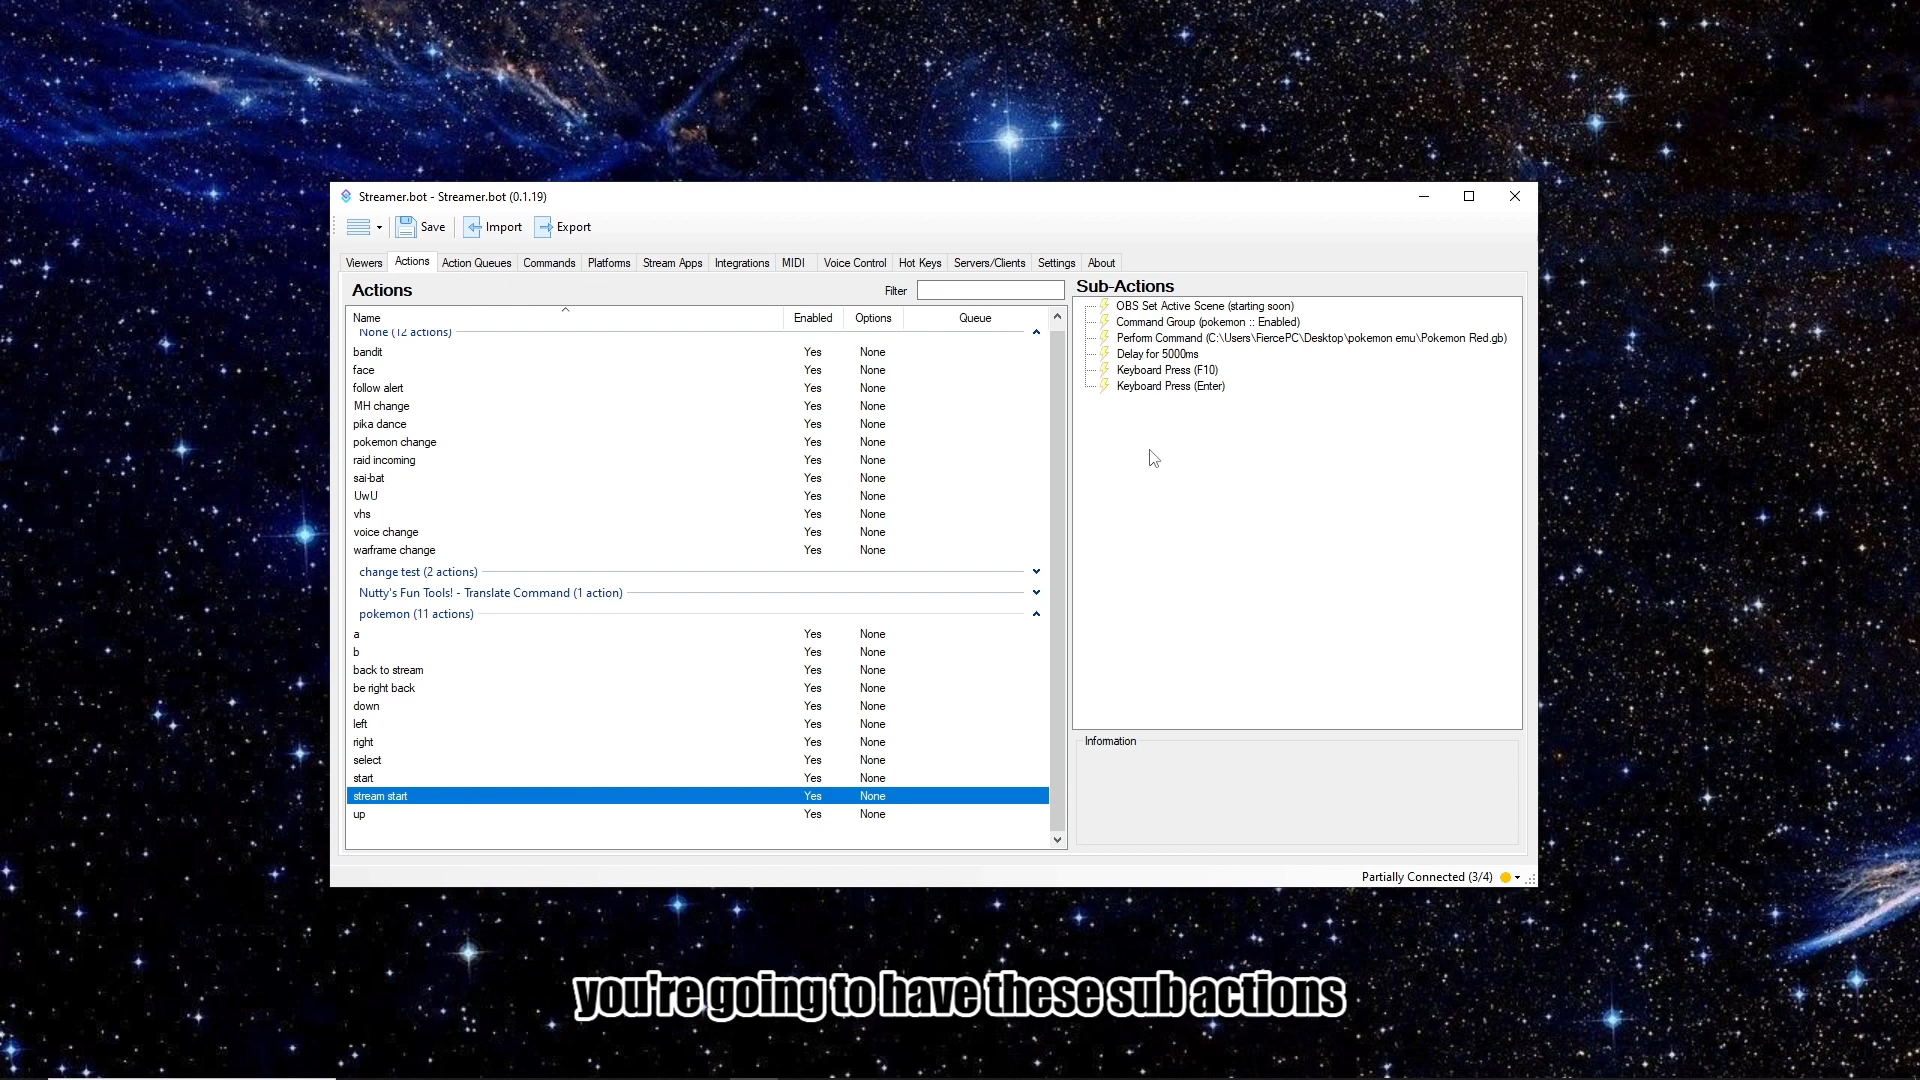 Streamer.bot - Streamer.bot (0.1.19)
Save Import Export
Viewers Actions Action Queues Commands Platforms Stream Apps Integrations MIDI Voice Control Hot Keys Servers/Clients Settings About
Actions
Filter
Name Enabled Options Queue
None (12 actions)
bandit Yes None
face Yes None
follow alert Yes None
MH change Yes None
pika dance Yes None
pokemon change Yes None
raid incoming Yes None
sai-bat Yes None
UwU Yes None
vhs Yes None
voice change Yes None
warframe change Yes None
change test (2 actions)
Nutty's Fun Tools! - Translate Command (1 action)
pokemon (11 actions)
a Yes None
b Yes None
back to stream Yes None
be right back Yes None
down Yes None
left Yes None
right Yes None
select Yes None
start Yes None
stream start Yes None
up Yes None
Sub-Actions
OBS Set Active Scene (starting soon)
Command Group (pokemon :: Enabled)
Perform Command (C:\Users\FiercePC\Desktop\pokemon emu\Pokemon Red.gb)
Delay for 5000ms
Keyboard Press (F10)
Keyboard Press (Enter)
Information
Partially Connected (3/4)
you're going to have these sub actions